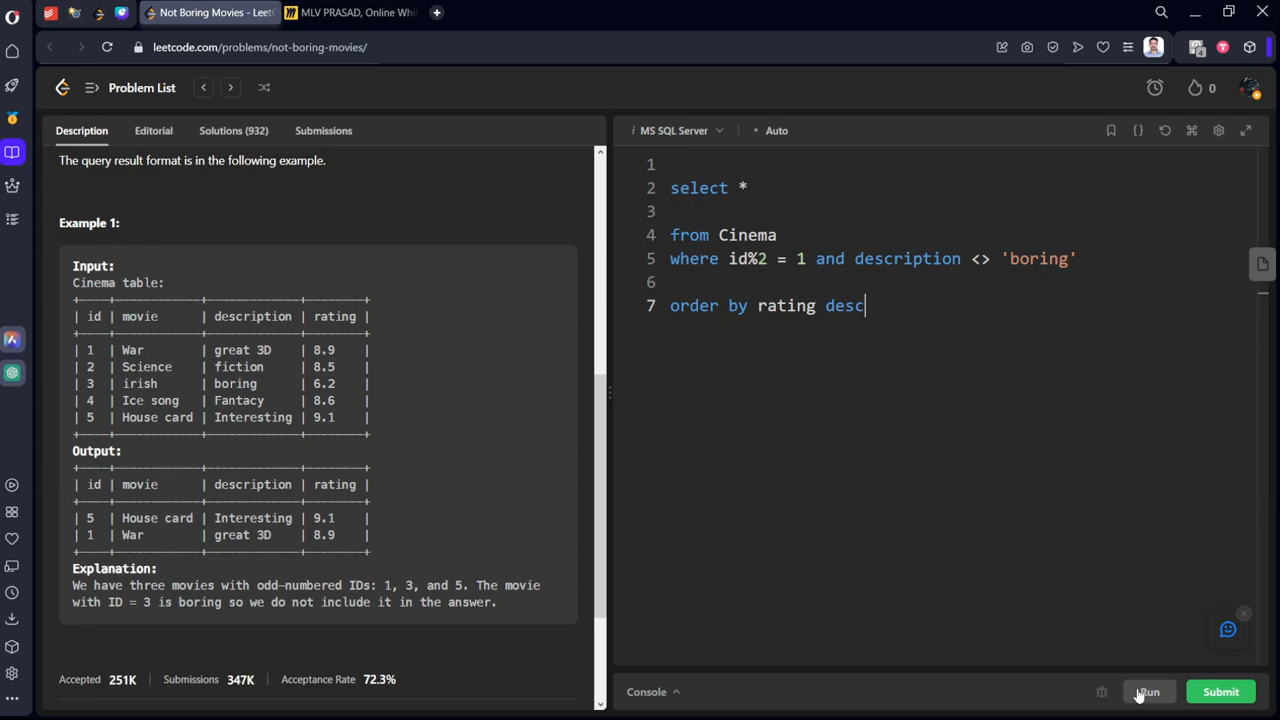 Not Boring Movies - LeetC
MLV PRASAD, Online Whi
leetcode.com/problems/not-boring-movies/
4
Problem List
0
Description Editorial Solutions (932) Submissions
i MS SQL Server • Auto
The query result format is in the following example.
Example 1:
Input:
Cinema table:
+----+------------+-------------+--------+
| id | movie | description | rating |
+----+------------+-------------+--------+
| 1 | War | great 3D | 8.9 |
| 2 | Science | fiction | 8.5 |
| 3 | irish | boring | 6.2 |
| 4 | Ice song | Fantacy | 8.6 |
| 5 | House card | Interesting | 9.1 |
+----+------------+-------------+--------+
Output:
+----+------------+-------------+--------+
| id | movie | description | rating |
+----+------------+-------------+--------+
| 5 | House card | Interesting | 9.1 |
| 1 | War | great 3D | 8.9 |
+----+------------+-------------+--------+
Explanation:
We have three movies with odd-numbered IDs: 1, 3, and 5. The movie
with ID = 3 is boring so we do not include it in the answer.
Accepted 251K | Submissions 347K | Acceptance Rate 72.3%
1
2 select *
3
4 from Cinema
5 where id%2 = 1 and description <> 'boring'
6
7 order by rating desc
Console
Run
Submit